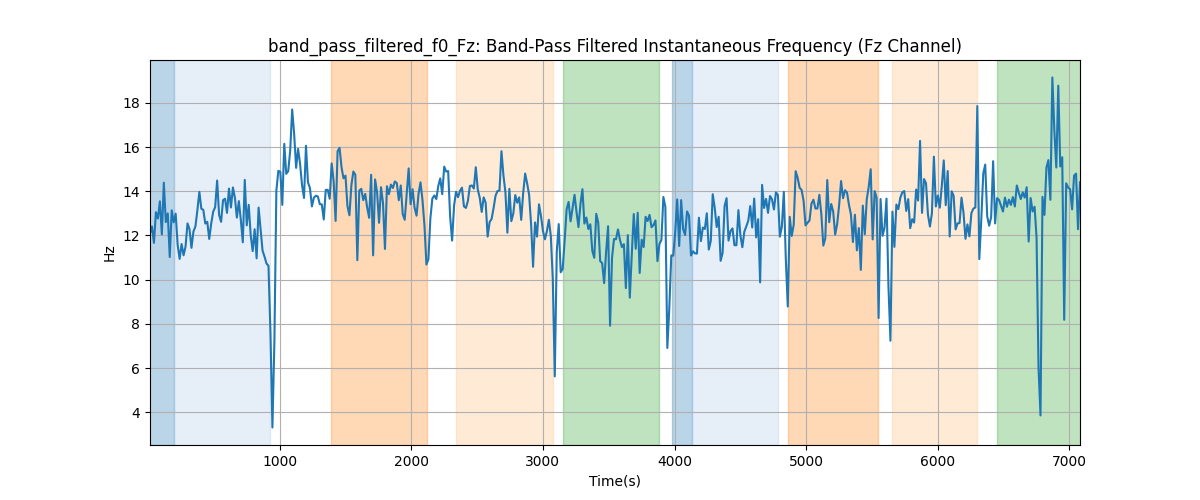 band_pass_filtered_f0_Fz: Band-Pass Filtered Instantaneous Frequency (Fz Channel)
18
16
14
12
10
8
6
4
Hz
1000 2000 3000 4000 5000 6000 7000
Time(s)